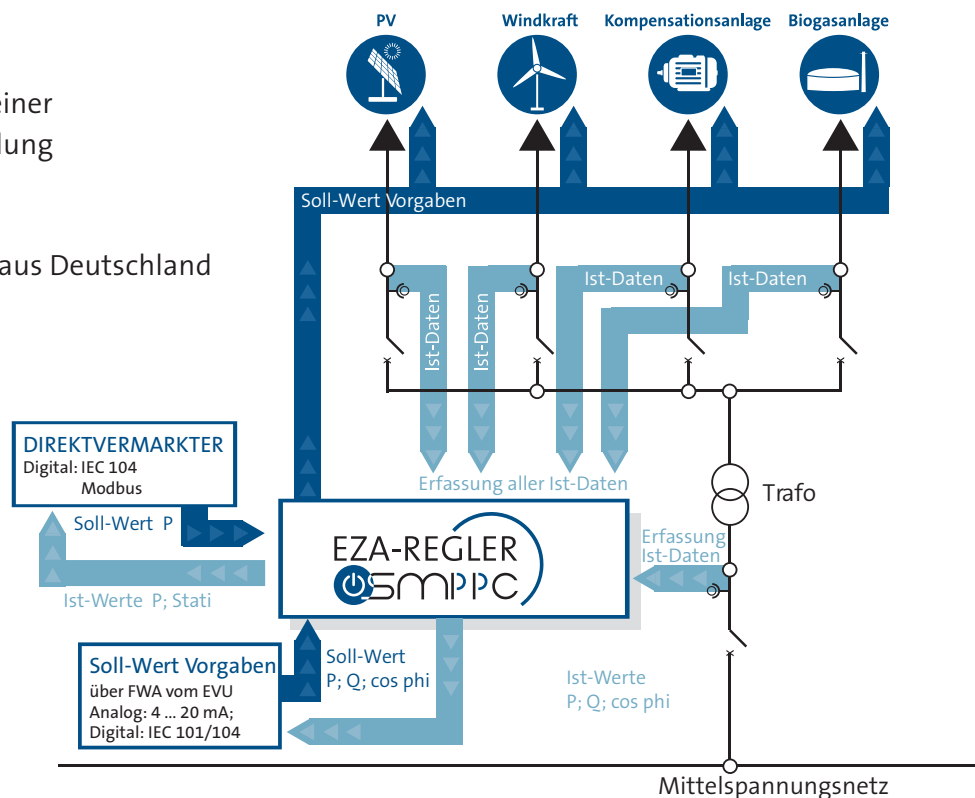 PV
Windkraft
Kompensationsanlage
Biogasanlage
einer
lung
aus Deutschland
Soll-Wert Vorgaben
Ist-Daten
Ist-Daten
Ist-Daten
Ist-Daten
Erfassung aller Ist-Daten
DIREKTVERMARKTER
Digital: IEC 104
Modbus
Soll-Wert P
Ist-Werte P; Stati
EZA-REGLER
SMPPC
Trafo
Erfassung
Ist-Daten
Soll-Wert Vorgaben
über FWA vom EVU
Analog: 4 ... 20 mA;
Digital: IEC 101/104
Soll-Wert
P; Q; cos phi
Ist-Werte
P; Q; cos phi
Mittelspannungsnetz